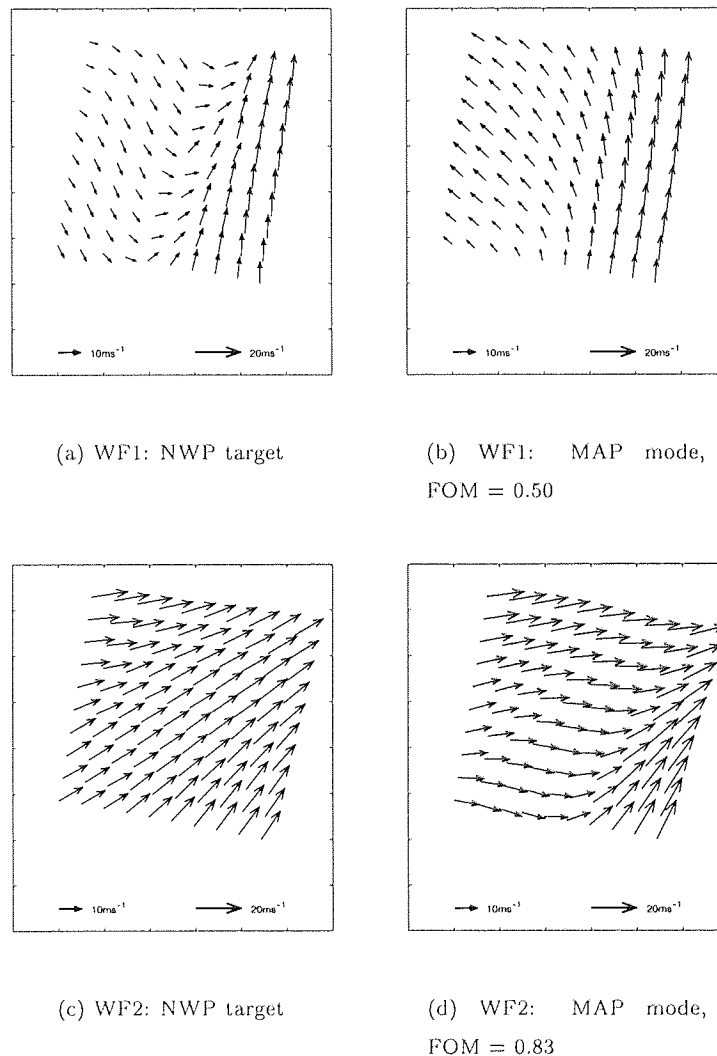 10ms⁻¹ 20ms⁻¹
10ms⁻¹ 20ms⁻¹
(a) WF1: NWP target
(b) WF1: MAP mode,
FOM = 0.50
10ms⁻¹ 20ms⁻¹
10ms⁻¹ 20ms⁻¹
(c) WF2: NWP target
(d) WF2: MAP mode,
FOM = 0.83